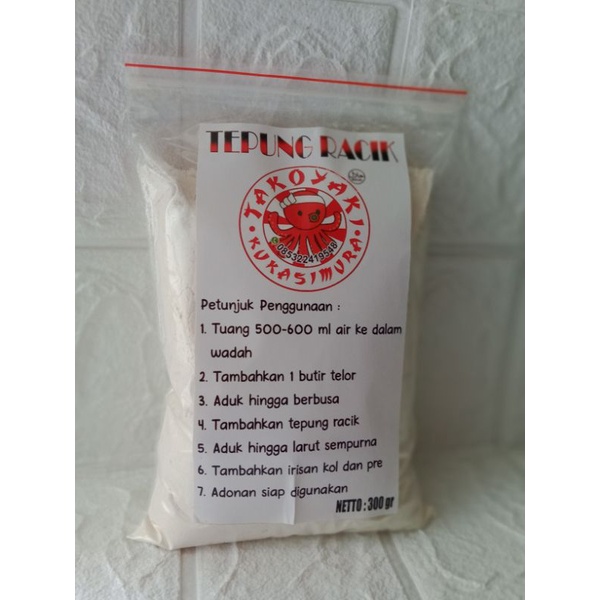 TEPUNG RACIK
TAKOYAKI
KUKASIMURA
085322419548
Petunjuk Penggunaan :
1. Tuang 500-600 ml air ke dalam
wadah
2. Tambahkan 1 butir telor
3. Aduk hingga berbusa
4. Tambahkan tepung racik
5. Aduk hingga larut sempurna
6. Tambahkan irisan kol dan pre
7. Adonan siap digunakan
NETTO : 300 gr